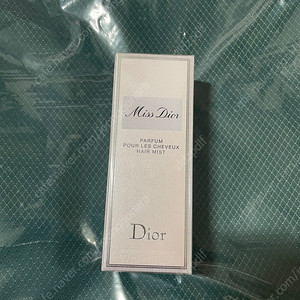 Miss Dior
PARFUM
POUR LES CHEVEUX
HAIR MIST
Dior